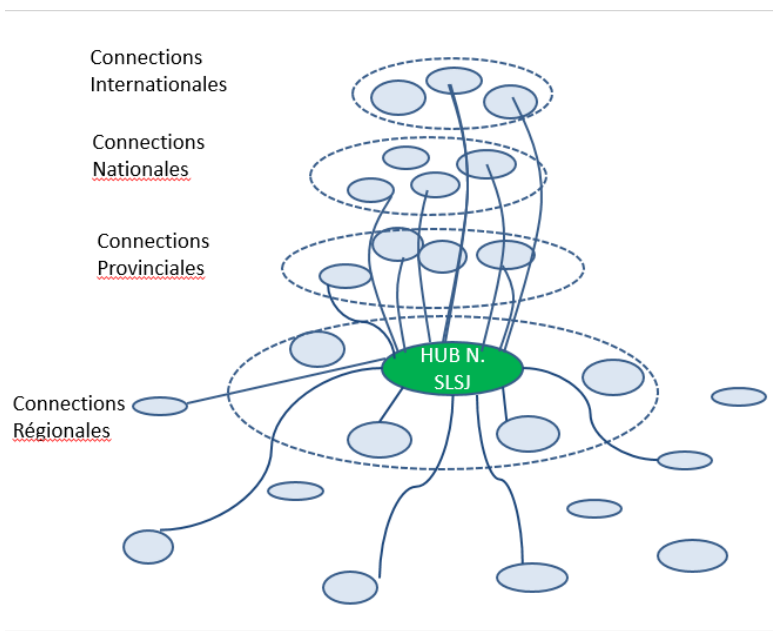 Connections
Internationales
Connections
Nationales
Connections
Provinciales
HUB N.
SLSJ
Connections
Régionales